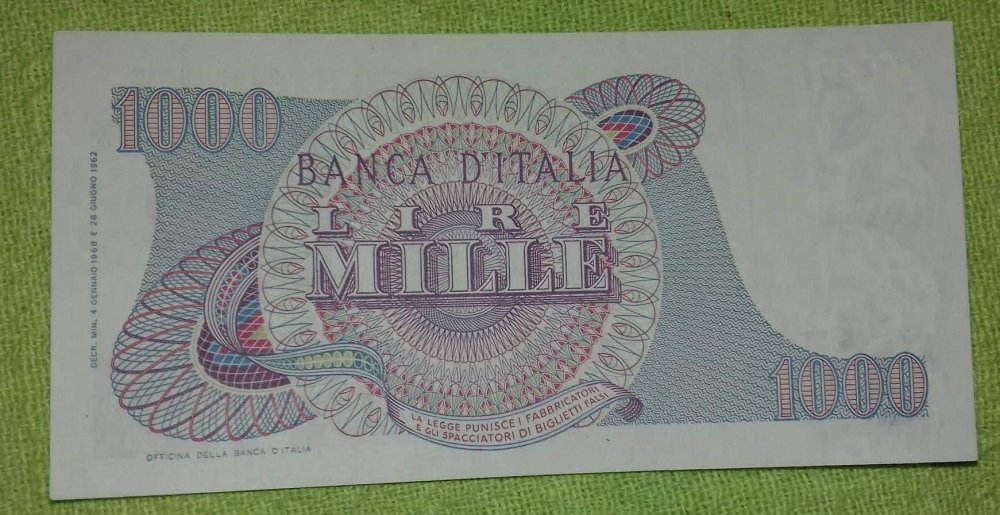 1000
BANCA D'ITALIA
LIRE
MILLE
DECR. MIN. 4 GENNAIO 1968 E 28 GIUGNO 1962
1000
LA LEGGE PUNISCE I FABBRICATORI
E GLI SPACCIATORI DI BIGLIETTI FALSI
OFFICINA DELLA BANCA D'ITALIA